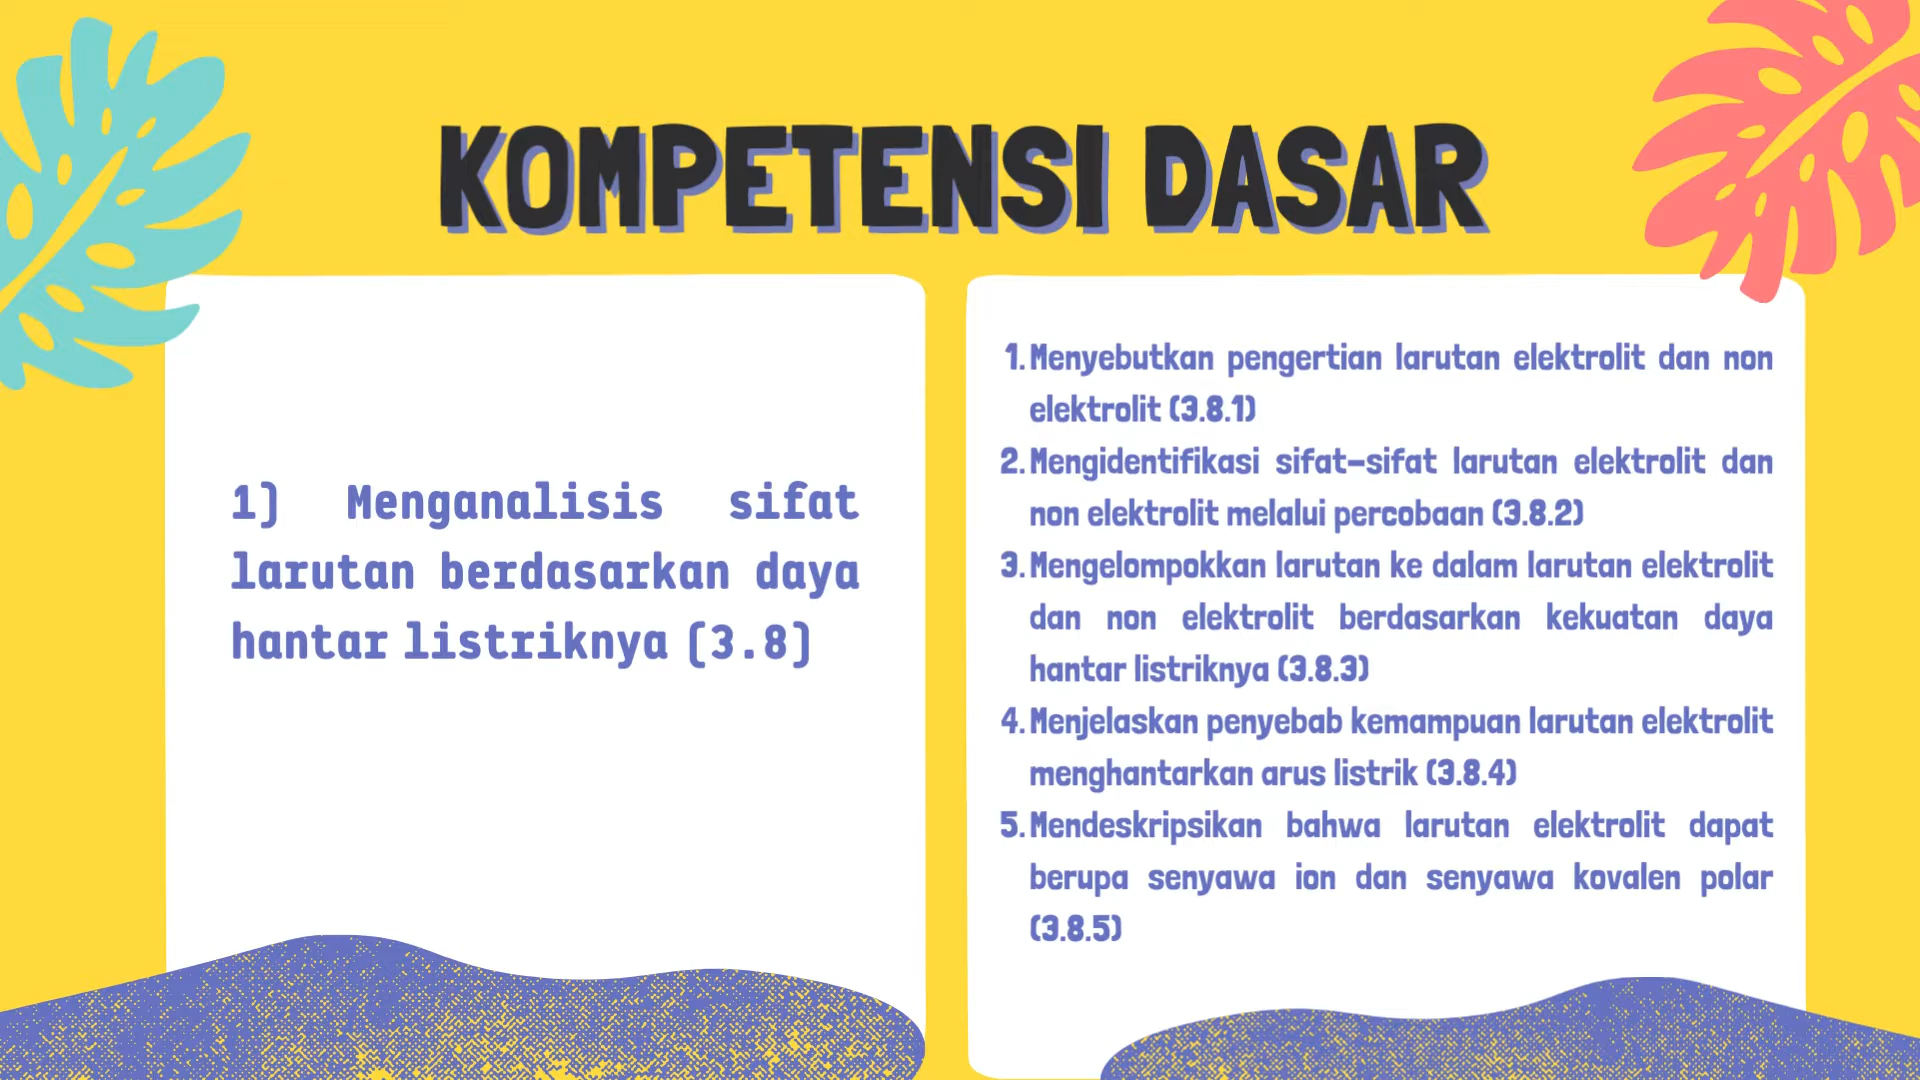 KOMPETENSI DASAR
1) Menganalisis sifat
larutan berdasarkan daya
hantar listriknya (3.8)
1. Menyebutkan pengertian larutan elektrolit dan non
elektrolit (3.8.1)
2. Mengidentifikasi sifat-sifat larutan elektrolit dan
non elektrolit melalui percobaan (3.8.2)
3. Mengelompokkan larutan ke dalam larutan elektrolit
dan non elektrolit berdasarkan kekuatan daya
hantar listriknya (3.8.3)
4. Menjelaskan penyebab kemampuan larutan elektrolit
menghantarkan arus listrik (3.8.4)
5. Mendeskripsikan bahwa larutan elektrolit dapat
berupa senyawa ion dan senyawa kovalen polar
(3.8.5)